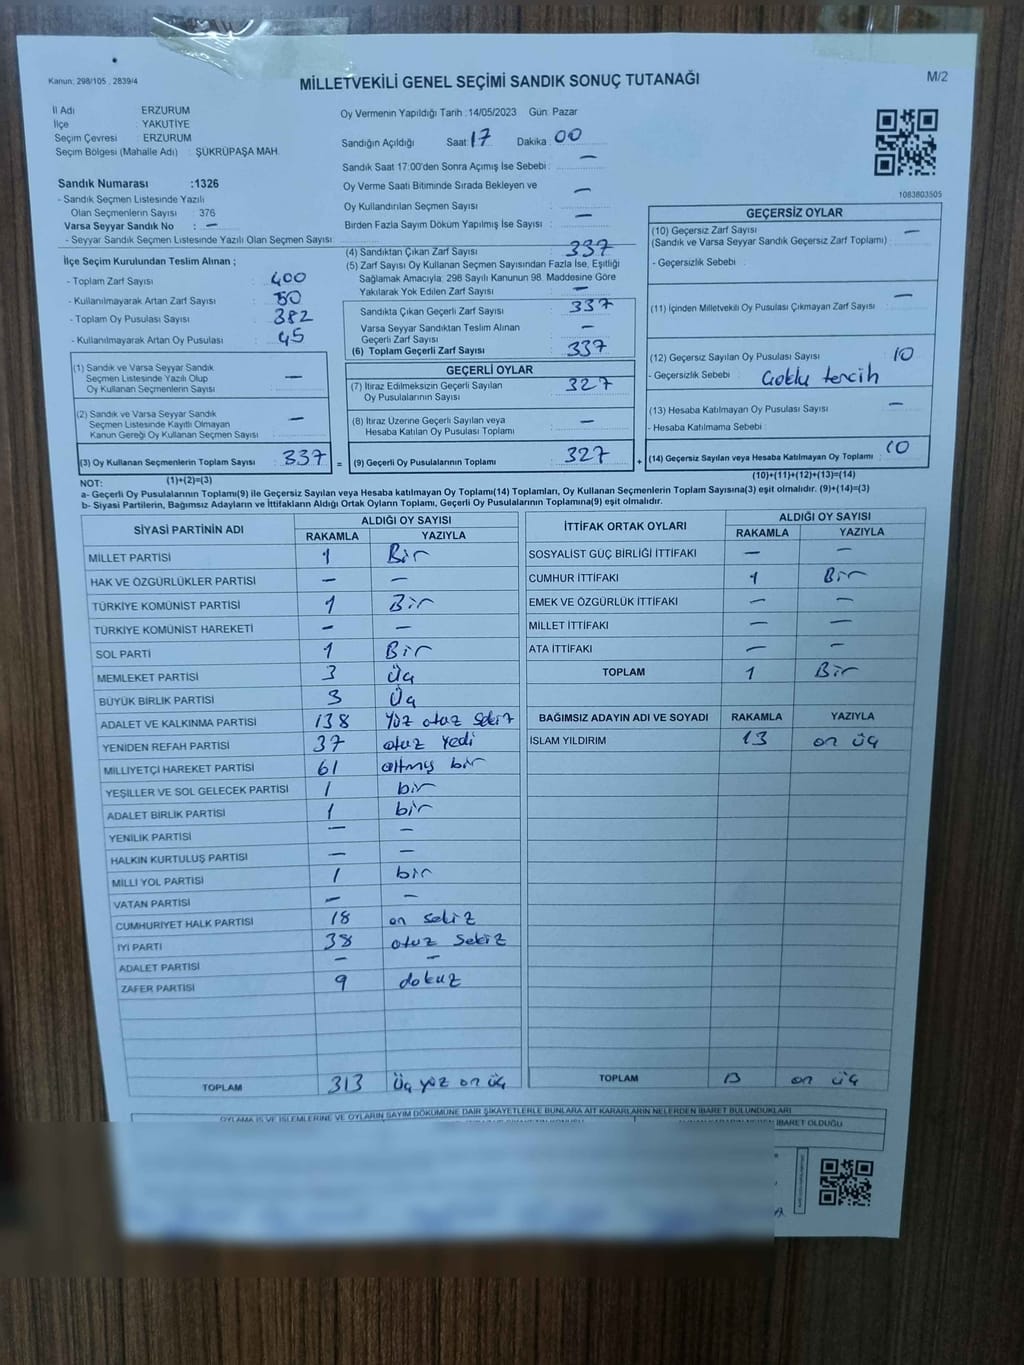 Kanun: 298/105 , 2839/4
MİLLETVEKİLİ GENEL SEÇİMİ SANDIK SONUÇ TUTANAĞI
M/2
İl Adı ERZURUM
İlçe YAKUTİYE
Seçim Çevresi : ERZURUM
Seçim Bölgesi (Mahalle Adı) : ŞÜKRÜPAŞA MAH.
Sandık Numarası :1326
- Sandık Seçmen Listesinde Yazılı
Olan Seçmenlerin Sayısı 376
Varsa Seyyar Sandık No : —
- Seyyar Sandık Seçmen Listesinde Yazılı Olan Seçmen Sayısı
Oy Vermenin Yapıldığı Tarih :14/05/2023 Gün: Pazar
Sandığın Açıldığı Saat: 17 Dakika : 00
Sandık Saat 17:00'den Sonra Açımış İse Sebebi : —
Oy Verme Saati Bitiminde Sırada Bekleyen ve
Oy Kullandırılan Seçmen Sayısı —
Birden Fazla Sayım Döküm Yapılmış İse Sayısı —
1083803505
İlçe Seçim Kurulundan Teslim Alınan ;
- Toplam Zarf Sayısı : 400
- Kullanılmayarak Artan Zarf Sayısı : 50
- Toplam Oy Pusulası Sayısı : 382
- Kullanılmayarak Artan Oy Pusulası : 45
(1) Sandık ve Varsa Seyyar Sandık
Seçmen Listesinde Yazılı Olup
Oy Kullanan Seçmenlerin Sayısı —
(2) Sandık ve Varsa Seyyar Sandık
Seçmen Listesinde Kayıtlı Olmayan
Kanun Gereği Oy Kullanan Seçmen Sayısı —
(3) Oy Kullanan Seçmenlerin Toplam Sayısı : 337
(1)+(2)=(3)
(4) Sandıktan Çıkan Zarf Sayısı 337
(5) Zarf Sayısı Oy Kullanan Seçmen Sayısından Fazla İse, Eşitliği
Sağlamak Amacıyla; 298 Sayılı Kanunun 98. Maddesine Göre
Yakılarak Yok Edilen Zarf Sayısı —
Sandıkta Çıkan Geçerli Zarf Sayısı : 337
Varsa Seyyar Sandıktan Teslim Alınan
Geçerli Zarf Sayısı —
(6) Toplam Geçerli Zarf Sayısı 337
GEÇERLİ OYLAR
(7) İtiraz Edilmeksizin Geçerli Sayılan
Oy Pusulalarının Sayısı 327
(8) İtiraz Üzerine Geçerli Sayılan veya
Hesaba Katılan Oy Pusulası Toplamı —
= (9) Geçerli Oy Pusulalarının Toplamı 327
GEÇERSİZ OYLAR
(10) Geçersiz Zarf Sayısı —
(Sandık ve Varsa Seyyar Sandık Geçersiz Zarf Toplamı) :
- Geçersizlik Sebebi :
(11) İçinden Milletvekili Oy Pusulası Çıkmayan Zarf Sayısı —
(12) Geçersiz Sayılan Oy Pusulası Sayısı 10
- Geçersizlik Sebebi : Çoklu tercih
(13) Hesaba Katılmayan Oy Pusulası Sayısı —
- Hesaba Katılmama Sebebi :
+ (14) Geçersiz Sayılan veya Hesaba Katılmayan Oy Toplamı : 10
(10)+(11)+(12)+(13)=(14)
NOT:
a- Geçerli Oy Pusulalarının Toplamı(9) ile Geçersiz Sayılan veya Hesaba katılmayan Oy Toplamı(14) Toplamları, Oy Kullanan Seçmenlerin Toplam Sayısına(3) eşit olmalıdır. (9)+(14)=(3)
b- Siyasi Partilerin, Bağımsız Adayların ve İttifakların Aldığı Ortak Oyların Toplamı, Geçerli Oy Pusulalarının Toplamına(9) eşit olmalıdır.
SİYASİ PARTİNİN ADI ALDIĞI OY SAYISI
RAKAMLA YAZIYLA
MİLLET PARTİSİ 1 Bir
HAK VE ÖZGÜRLÜKLER PARTİSİ — —
TÜRKİYE KOMÜNİST PARTİSİ 1 Bir
TÜRKİYE KOMÜNİST HAREKETİ — —
SOL PARTİ 1 Bir
MEMLEKET PARTİSİ 3 Üç
BÜYÜK BİRLİK PARTİSİ 3 Üç
ADALET VE KALKINMA PARTİSİ 138 Yüz otuz sekiz
YENİDEN REFAH PARTİSİ 37 otuz yedi
MİLLİYETÇİ HAREKET PARTİSİ 61 altmış bir
YEŞİLLER VE SOL GELECEK PARTİSİ 1 bir
ADALET BİRLİK PARTİSİ 1 bir
YENİLİK PARTİSİ — —
HALKIN KURTULUŞ PARTİSİ — —
MİLLİ YOL PARTİSİ 1 bir
VATAN PARTİSİ — —
CUMHURİYET HALK PARTİSİ 18 on sekiz
İYİ PARTİ 38 otuz sekiz
ADALET PARTİSİ — —
ZAFER PARTİSİ 9 dokuz
TOPLAM 313 Üç yüz on üç
İTTİFAK ORTAK OYLARI ALDIĞI OY SAYISI
RAKAMLA YAZIYLA
SOSYALİST GÜÇ BİRLİĞİ İTTİFAKI — —
CUMHUR İTTİFAKI 1 Bir
EMEK VE ÖZGÜRLÜK İTTİFAKI — —
MİLLET İTTİFAKI — —
ATA İTTİFAKI — —
TOPLAM 1 Bir
BAĞIMSIZ ADAYIN ADI VE SOYADI RAKAMLA YAZIYLA
İSLAM YILDIRIM 13 on üç
TOPLAM 13 on üç
OYLAMA İŞ VE İŞLEMLERİNE VE OYLARIN SAYIM DÖKÜMÜNE DAİR ŞİKAYETLERLE BUNLARA AİT KARARLARIN NELERDEN İBARET BULUNDUKLARI
İBARET OLDUĞU